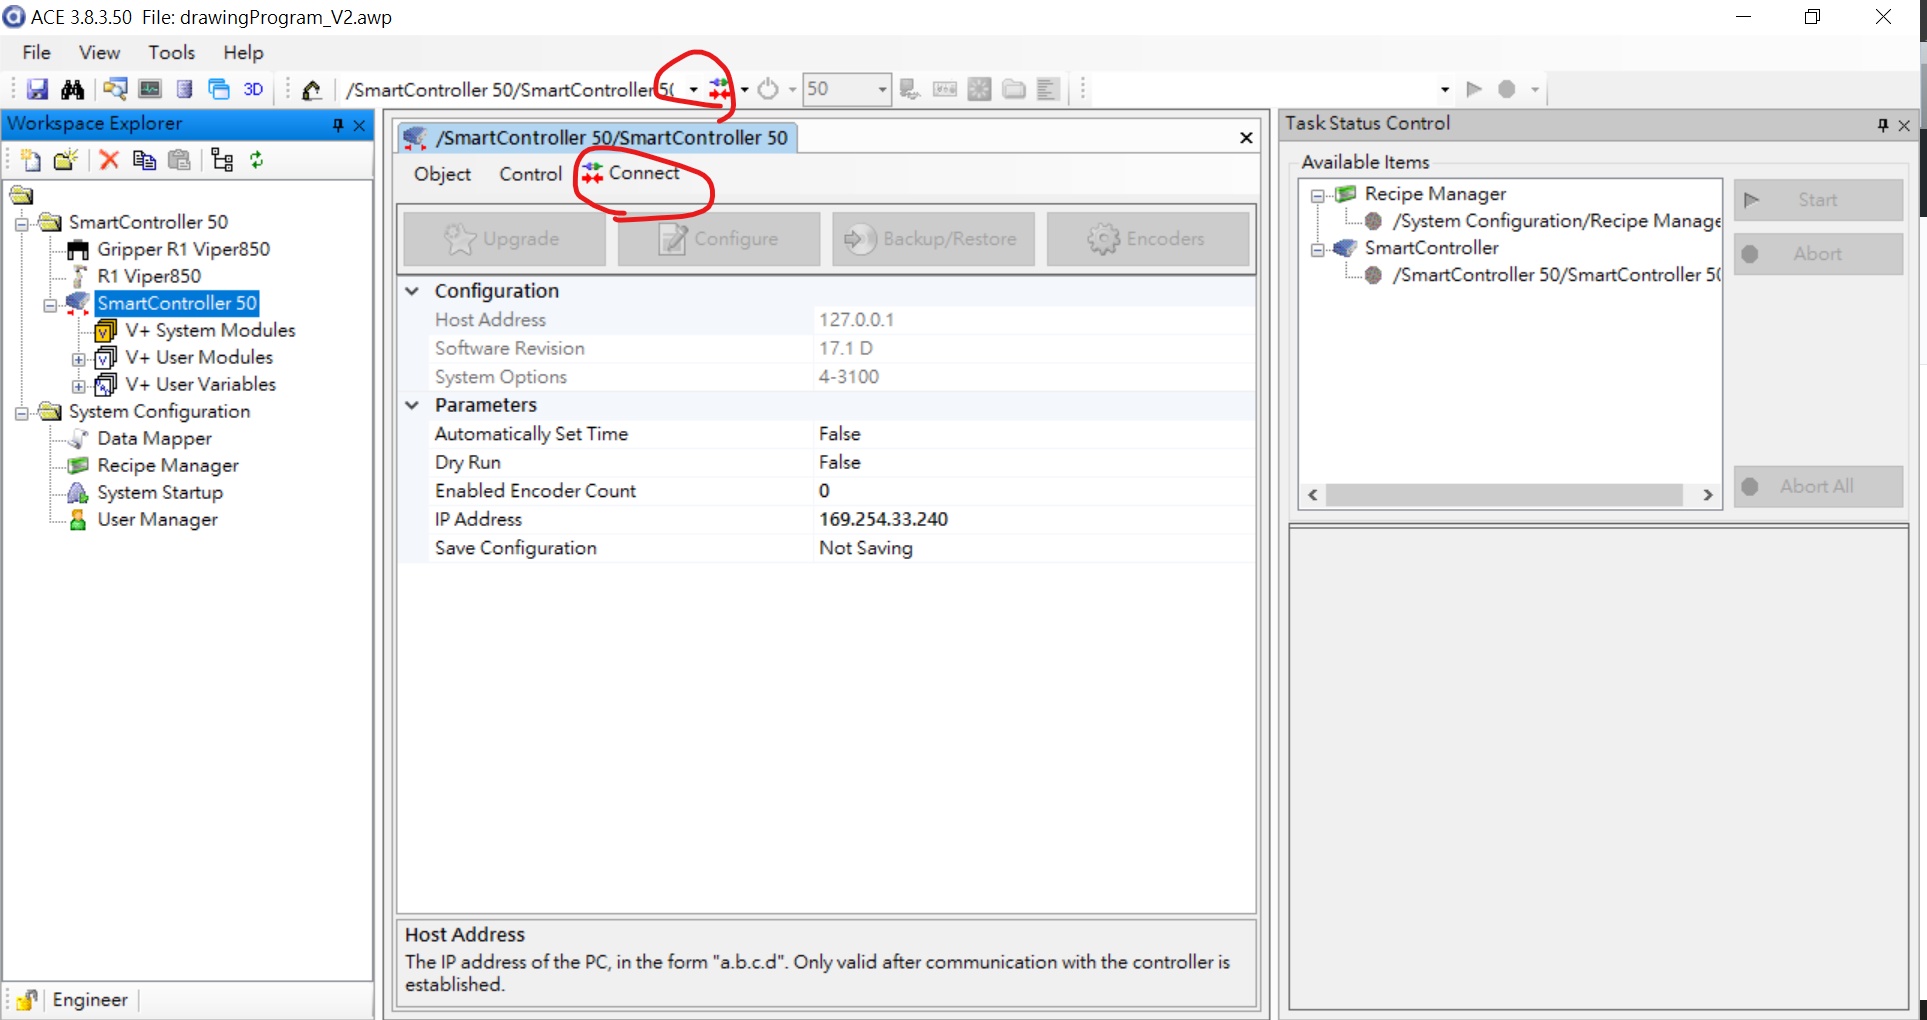 ACE 3.8.3.50 File: drawingProgram_V2.awp
File View Tools Help
3D /SmartController 50/SmartController 5( 50
Workspace Explorer
SmartController 50
Gripper R1 Viper850
R1 Viper850
SmartController 50
V+ System Modules
V+ User Modules
V+ User Variables
System Configuration
Data Mapper
Recipe Manager
System Startup
User Manager
Engineer
/SmartController 50/SmartController 50
Object Control Connect
Upgrade Configure Backup/Restore Encoders
Configuration
Host Address 127.0.0.1
Software Revision 17.1 D
System Options 4-3100
Parameters
Automatically Set Time False
Dry Run False
Enabled Encoder Count 0
IP Address 169.254.33.240
Save Configuration Not Saving
Host Address
The IP address of the PC, in the form "a.b.c.d". Only valid after communication with the controller is
established.
Task Status Control
Available Items
Recipe Manager
/System Configuration/Recipe Manage
SmartController
/SmartController 50/SmartController 5(
Start
Abort
Abort All